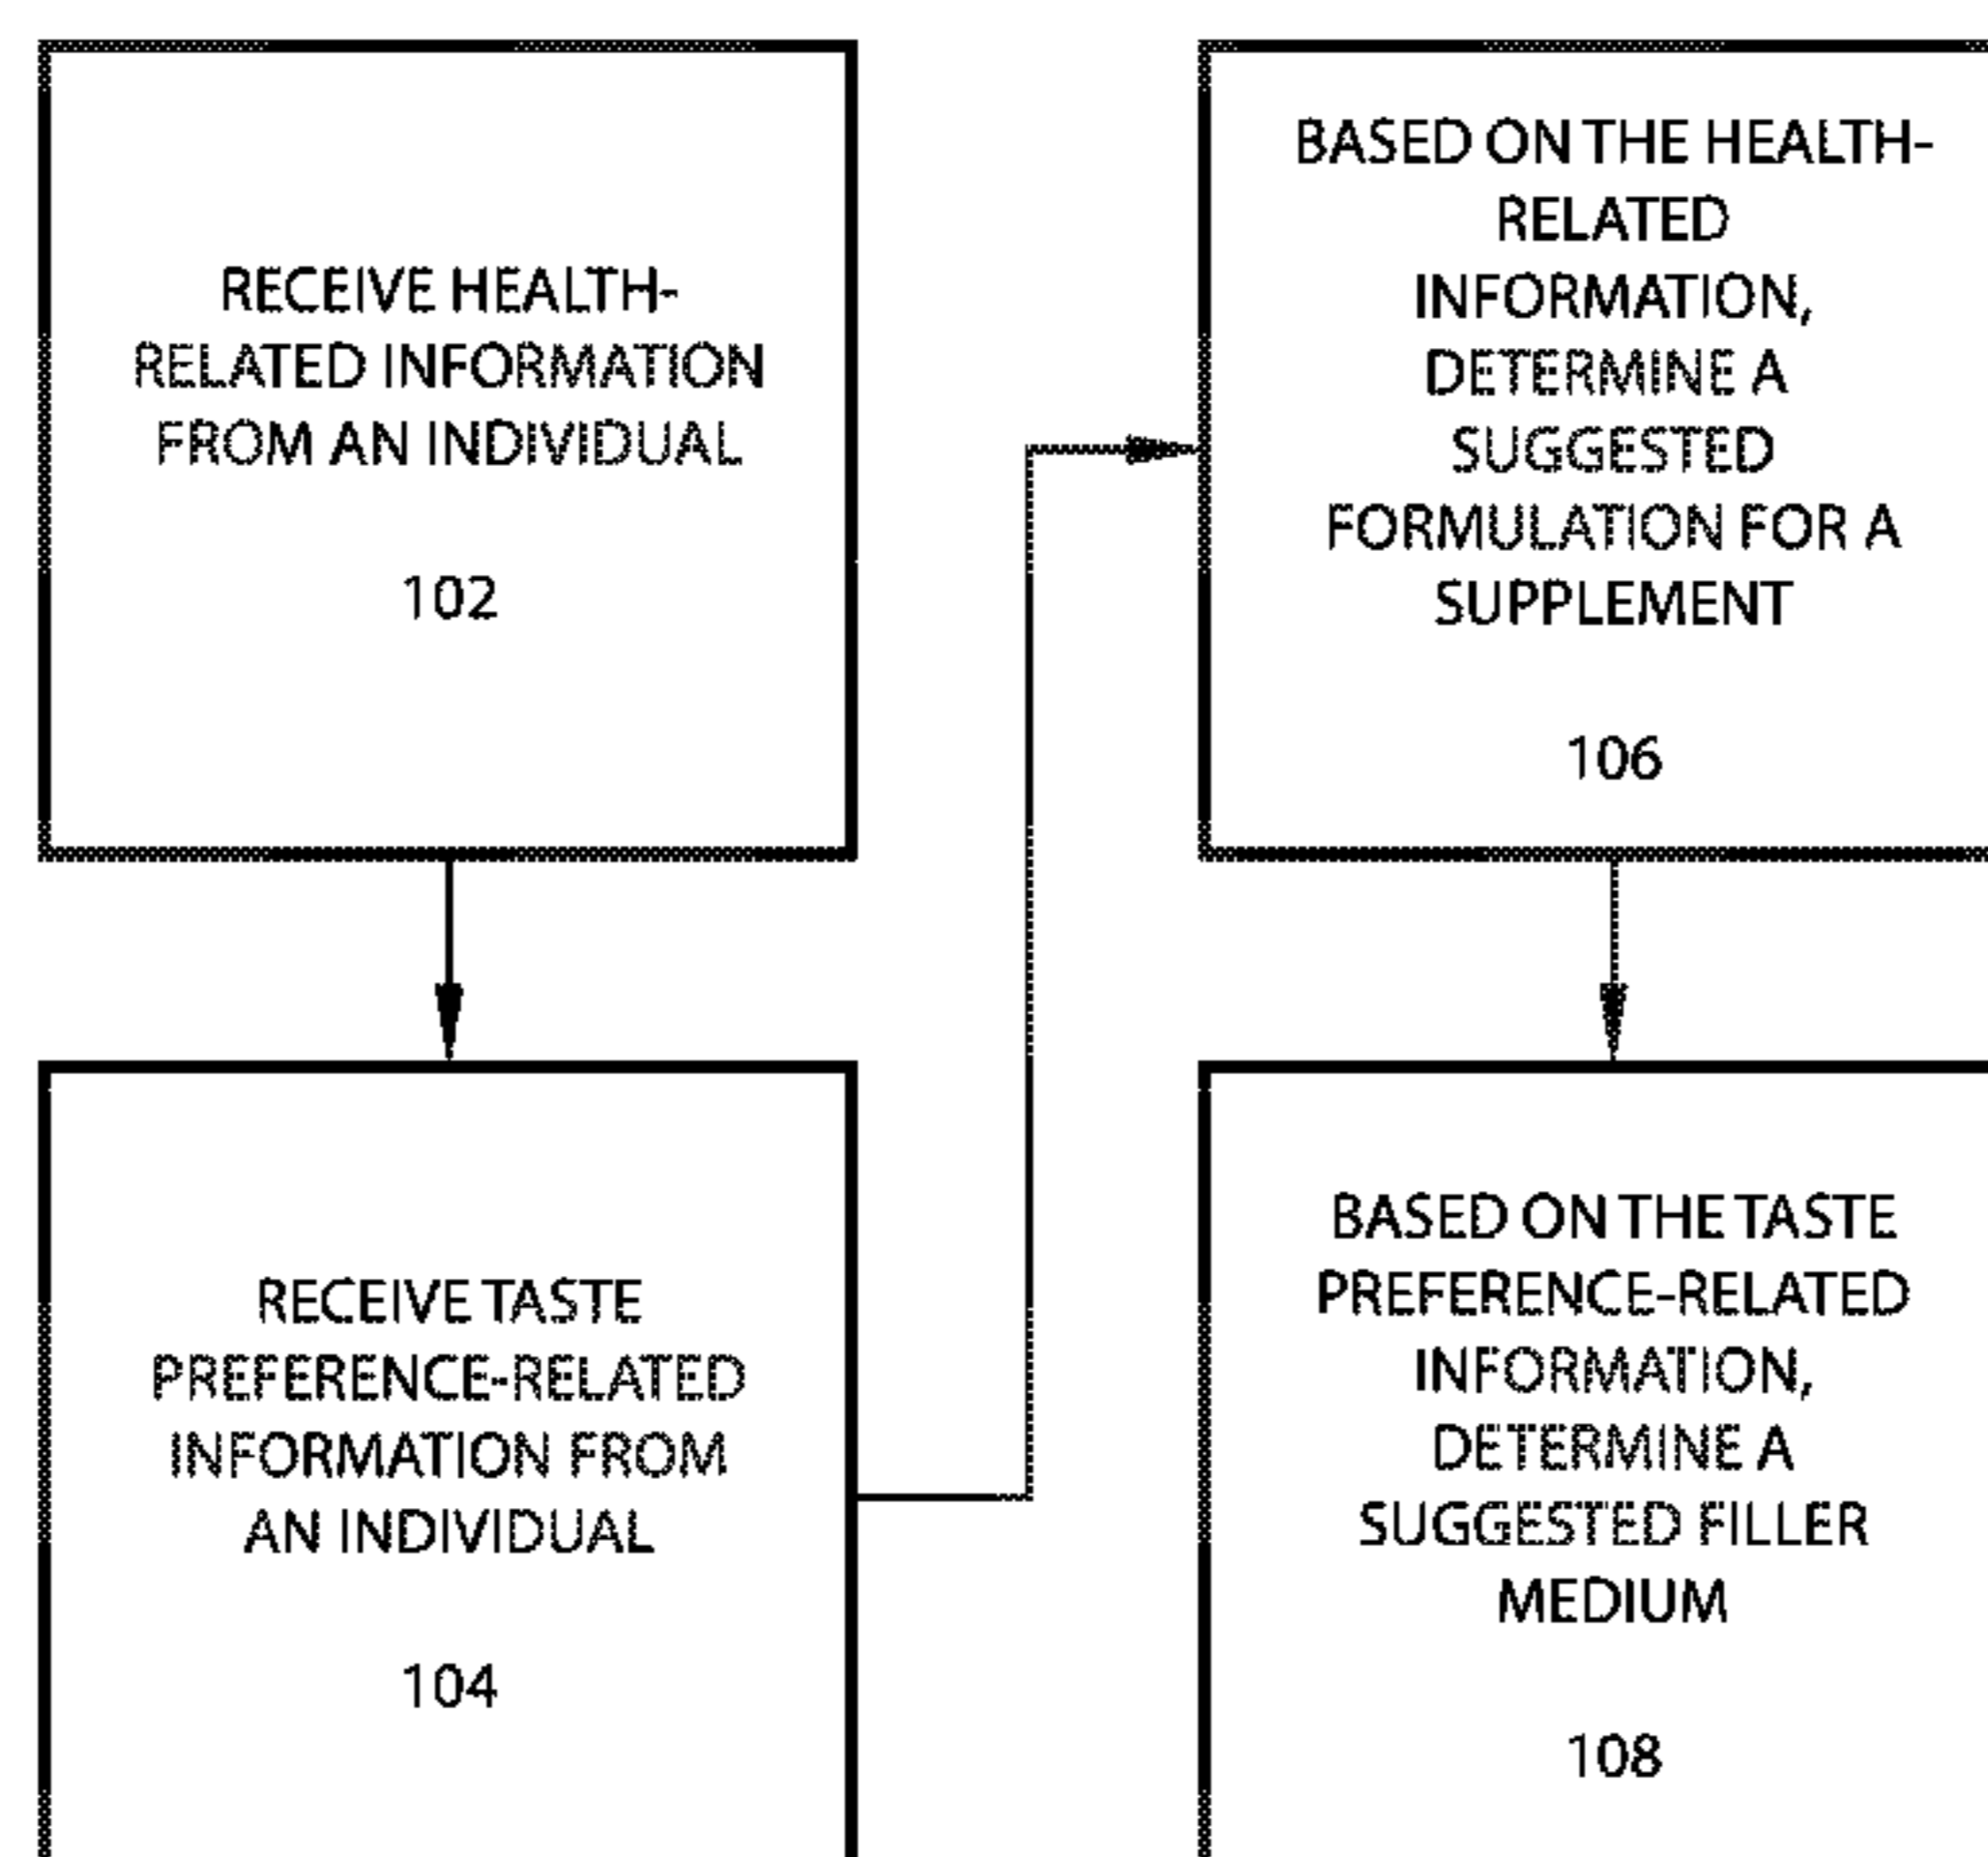 RECEIVE HEALTH-
RELATED INFORMATION
FROM AN INDIVIDUAL
102
RECEIVE TASTE
PREFERENCE-RELATED
INFORMATION FROM
AN INDIVIDUAL
104
BASED ON THE HEALTH-
RELATED
INFORMATION,
DETERMINE A
SUGGESTED
FORMULATION FOR A
SUPPLEMENT
106
BASED ON THE TASTE
PREFERENCE-RELATED
INFORMATION,
DETERMINE A
SUGGESTED FILLER
MEDIUM
108